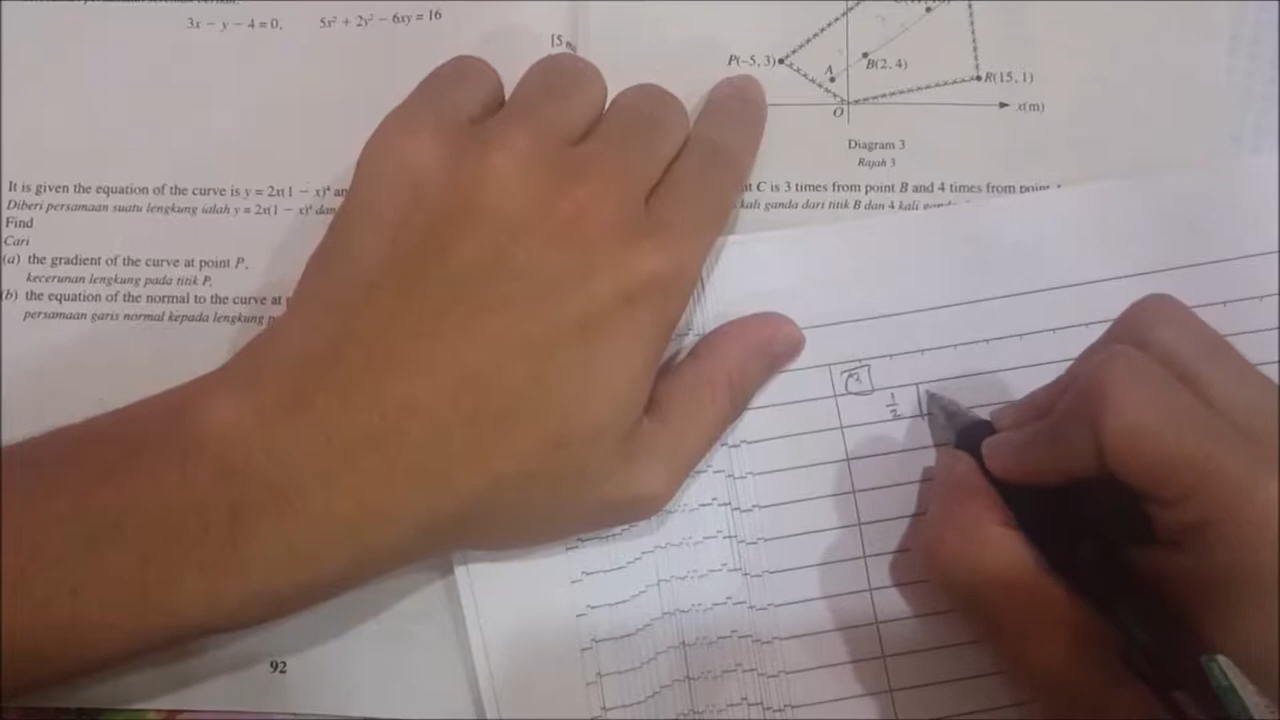 3x − y − 4 = 0, 5x² + 2y² − 6xy = 16
[5
It is given the equation of the curve is y = 2x(1 − x)⁴
Diberi persamaan suatu lengkung ialah y = 2x(1 − x)⁴ dan
Find
Cari
(a) the gradient of the curve at point P,
kecerunan lengkung pada titik P,
(b) the equation of the normal to the curve at
persamaan garis normal kepada lengkung
92
P(−5, 3)
A
B(2, 4)
R(15, 1)
O
x(m)
Diagram 3
Rajah 3
C is 3 times from point B and 4 times from
kali ganda dari titik B dan 4 kali
1/2